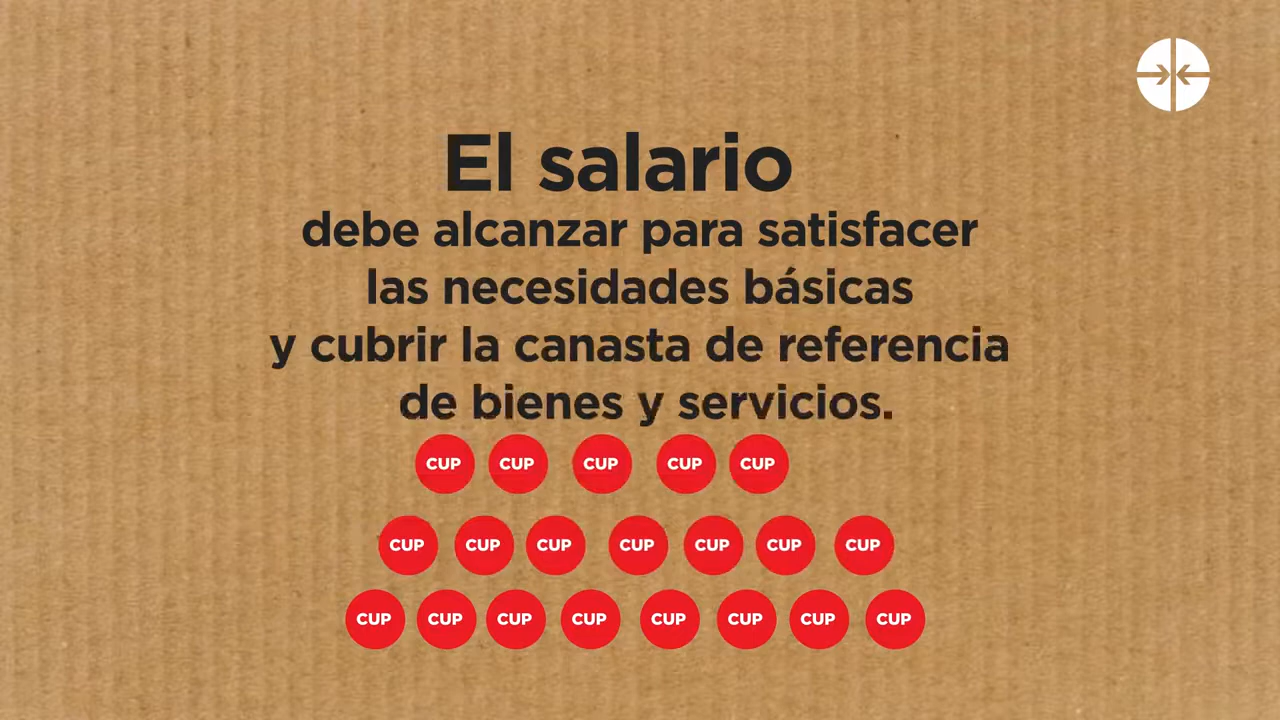 El salario
debe alcanzar para satisfacer
las necesidades básicas
y cubrir la canasta de referencia
de bienes y servicios.
CUP CUP CUP CUP CUP
CUP CUP CUP CUP CUP CUP CUP
CUP CUP CUP CUP CUP CUP CUP CUP